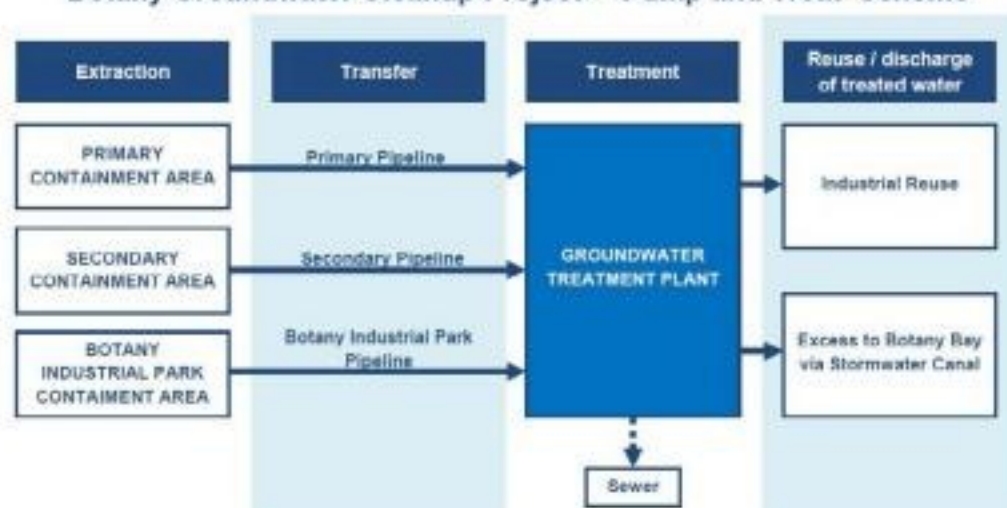 Extraction
Transfer
Treatment
Reuse / discharge
of treated water
PRIMARY
CONTAINMENT AREA
Primary Pipeline
SECONDARY
CONTAINMENT AREA
Secondary Pipeline
BOTANY
INDUSTRIAL PARK
CONTAIMENT AREA
Botany Industrial Park
Pipeline
GROUNDWATER
TREATMENT PLANT
Industrial Reuse
Excess to Botany Bay
via Stormwater Canal
Sewer